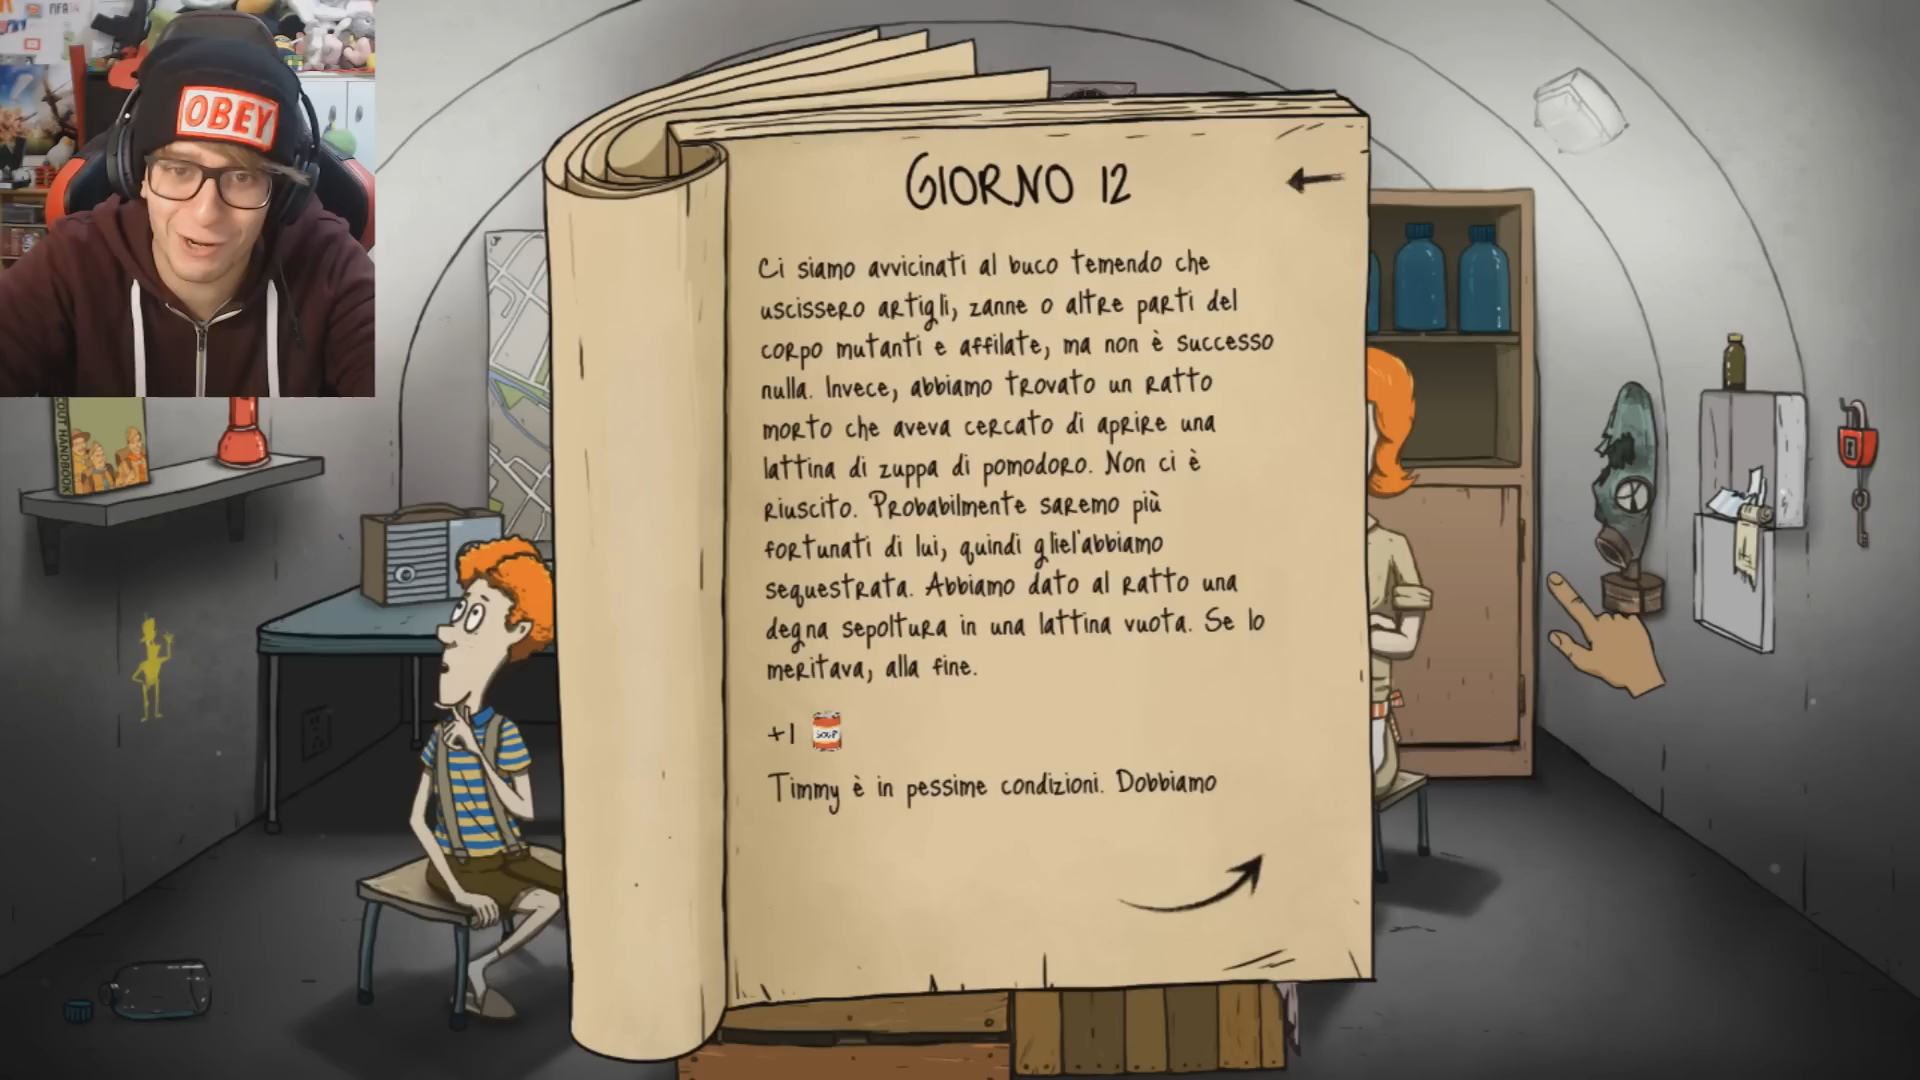 FIFA 14
OBEY
GIORNO 12
Ci siamo avvicinati al buco temendo che
uscissero artigli, zanne o altre parti del
corpo mutanti e affilate, ma non è successo
nulla. Invece, abbiamo trovato un ratto
morto che aveva cercato di aprire una
lattina di zuppa di pomodoro. Non ci è
riuscito. Probabilmente saremo più
fortunati di lui, quindi gliel'abbiamo
sequestrata. Abbiamo dato al ratto una
degna sepoltura in una lattina vuota. Se lo
meritava, alla fine.
+1 SOUP
Timmy è in pessime condizioni. Dobbiamo
HANDBOOK